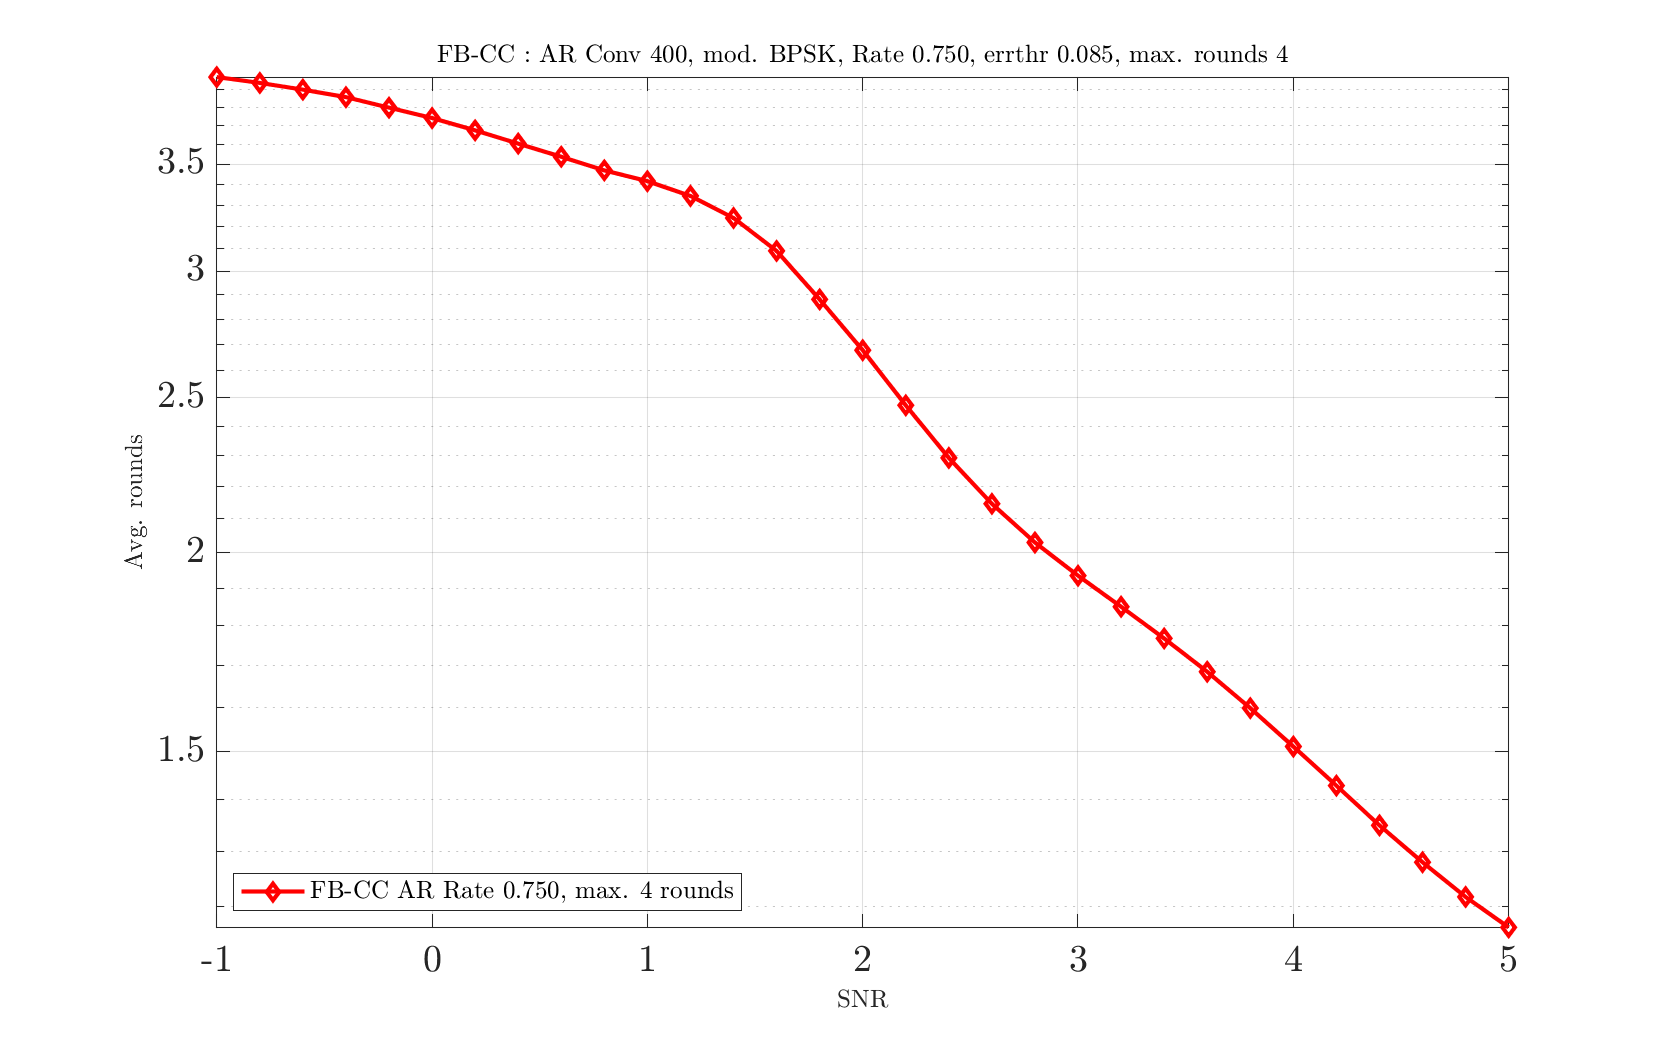 FB-CC : AR Conv 400, mod. BPSK, Rate 0.750, errthr 0.085, max. rounds 4
3.5
3
2.5
2
1.5
Avg. rounds
FB-CC AR Rate 0.750, max. 4 rounds
-1 0 1 2 3 4 5
SNR